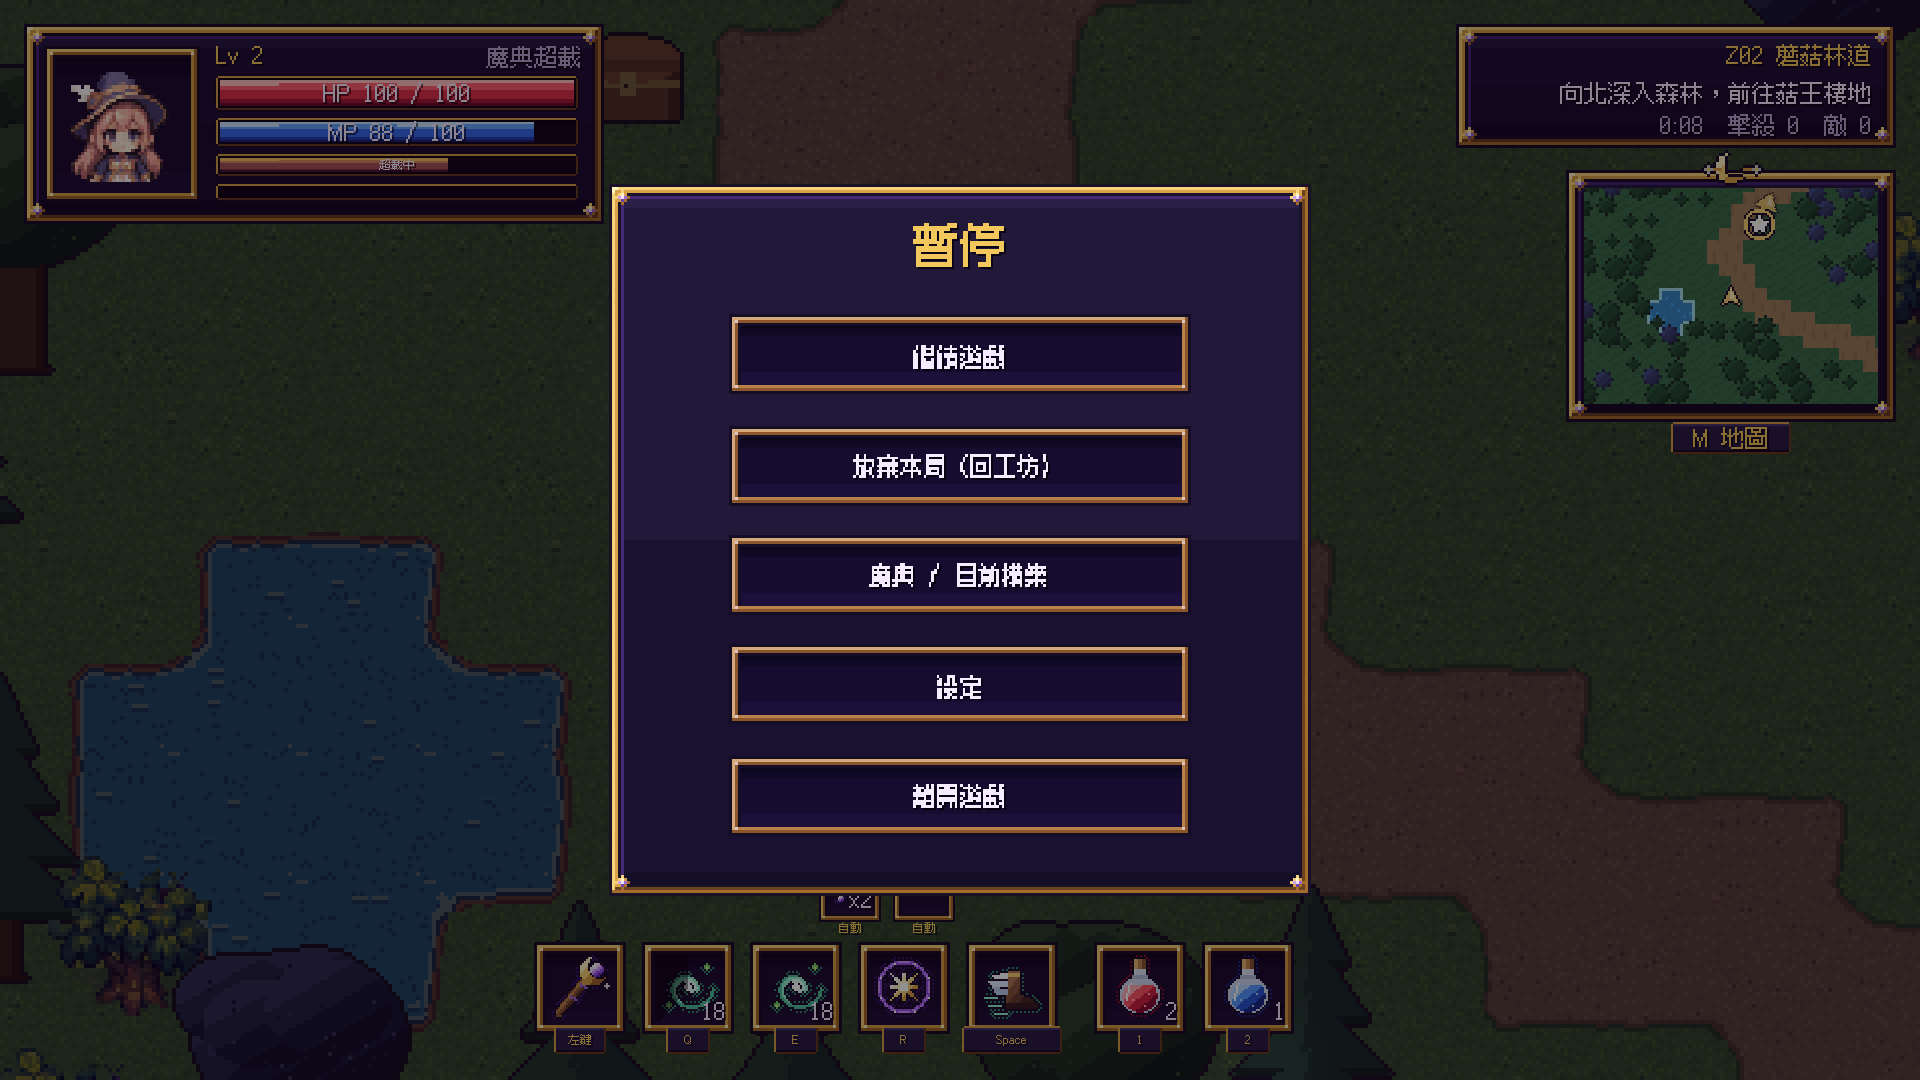 Lv 2
魔典超載
HP 100 / 100
MP 88 / 100
超載中
Z02 蘑菇林道
向北深入森林，前往菇王棲地
0:08 擊殺 0 敵 0
M 地圖
暫停
繼續遊戲
放棄本局（回工坊）
魔典 / 目前構築
設定
離開遊戲
x2
自動
自動
18
18
2
1
左鍵
Q
E
R
Space
1
2